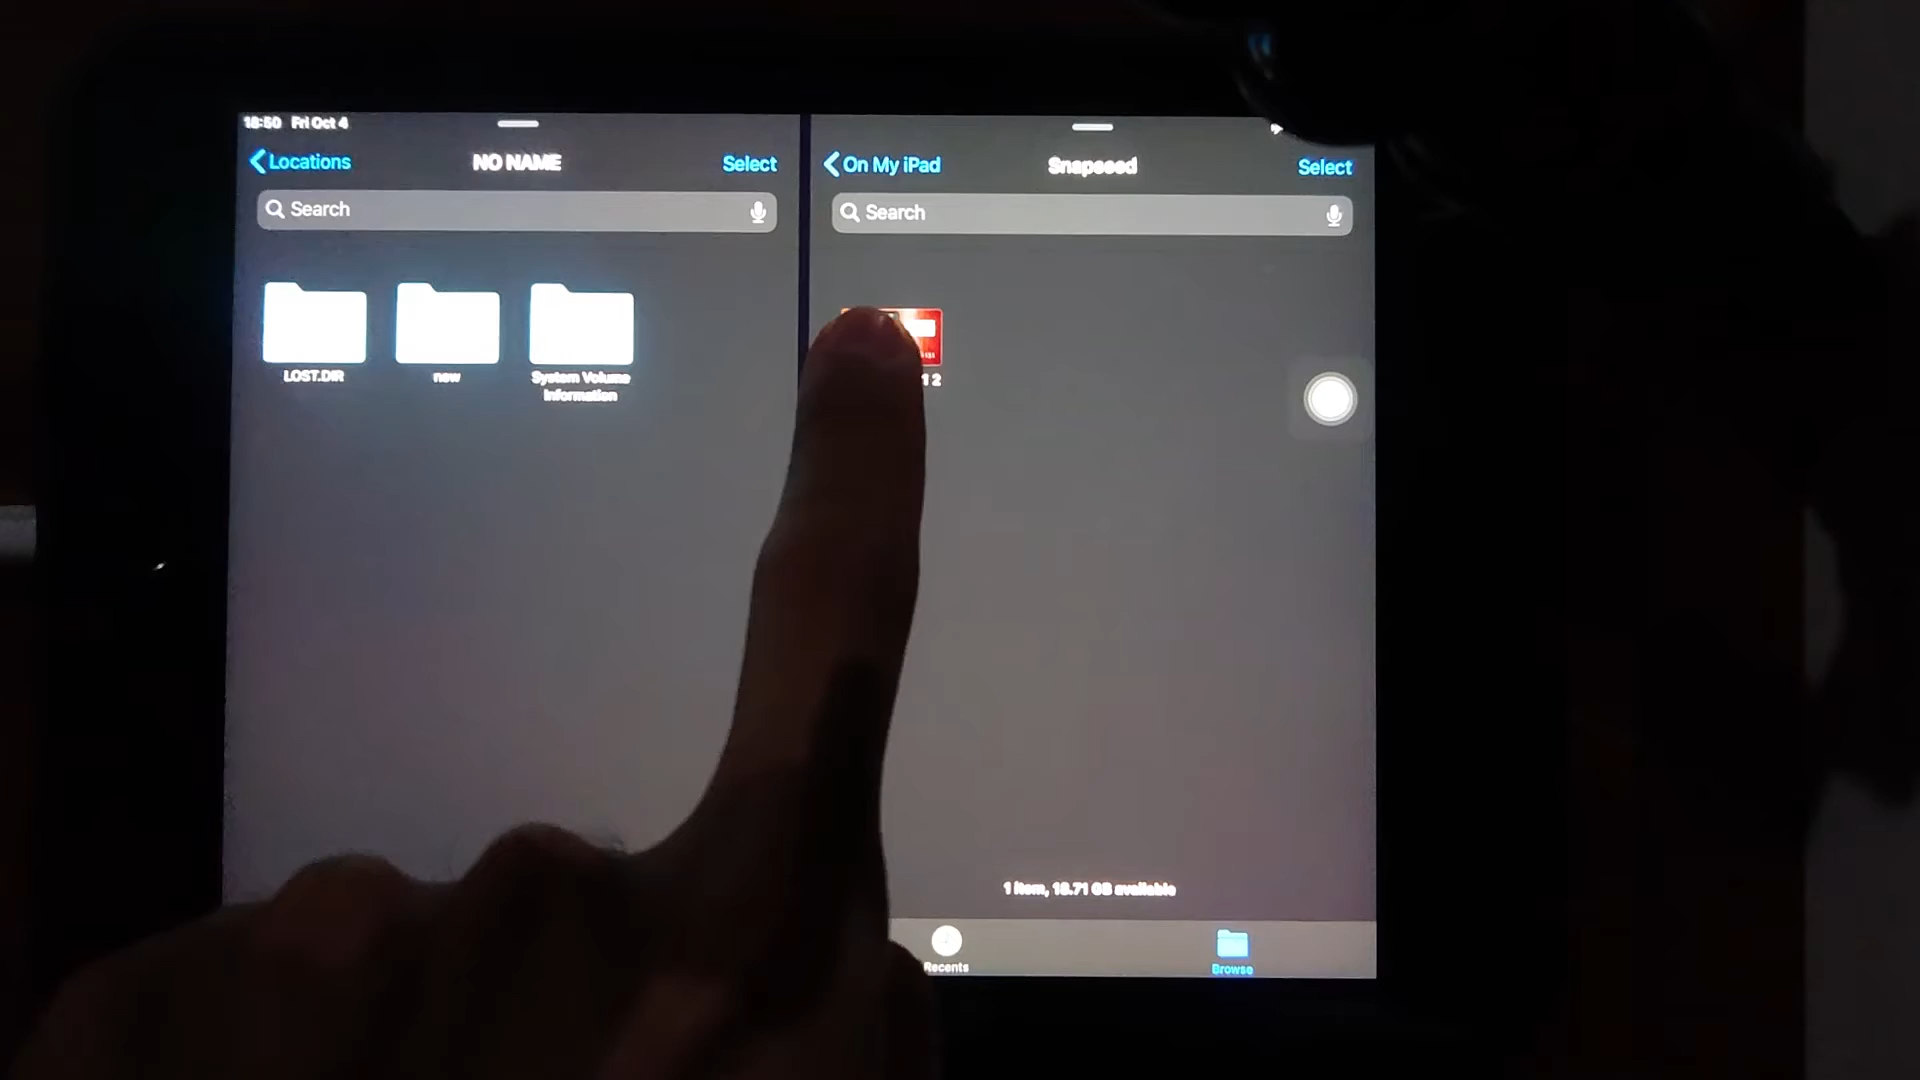 18:50 Fri Oct 4
Locations
NO NAME
Select
Search
LOST.DIR
new
System Volume
Information
On My iPad
Snapseed
Select
Search
1 2
1 item, 18.71 GB available
Recents
Browse